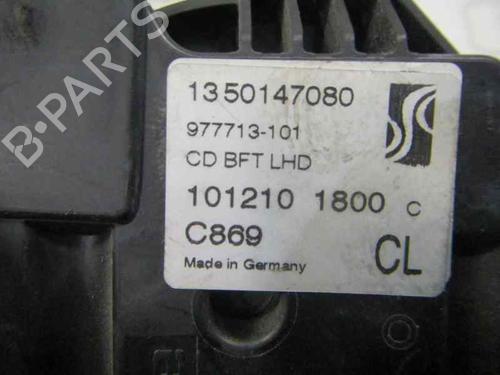 1350147080
977713-101
CD BFT LHD
101210 1800 C
C869
Made in Germany
CL
B-PARTS